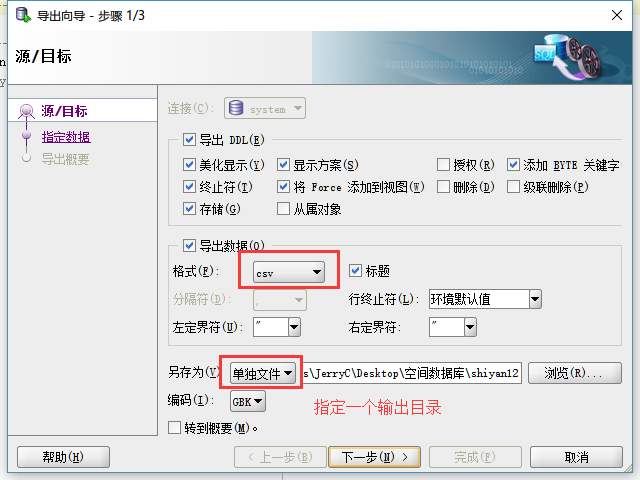 导出向导 - 步骤 1/3
源/目标
SQL
源/目标
指定数据
导出概要
连接(C): system
导出 DDL(E)
美化显示(Y) 显示方案(S) 授权(R) 添加 BYTE 关键字
终止符(T) 将 Force 添加到视图(W) 删除(D) 级联删除(P)
存储(G) 从属对象
导出数据(O)
格式(F): csv 标题
分隔符(D): , 行终止符(L): 环境默认值
左定界符(U): " 右定界符: "
另存为(V) 单独文件 s\JerryC\Desktop\空间数据库\shiyan12 浏览(R)...
编码(I): GBK 指定一个输出目录
转到概要(M)。
帮助(H) < 上一步(B) 下一步(N) > 完成(F) 取消